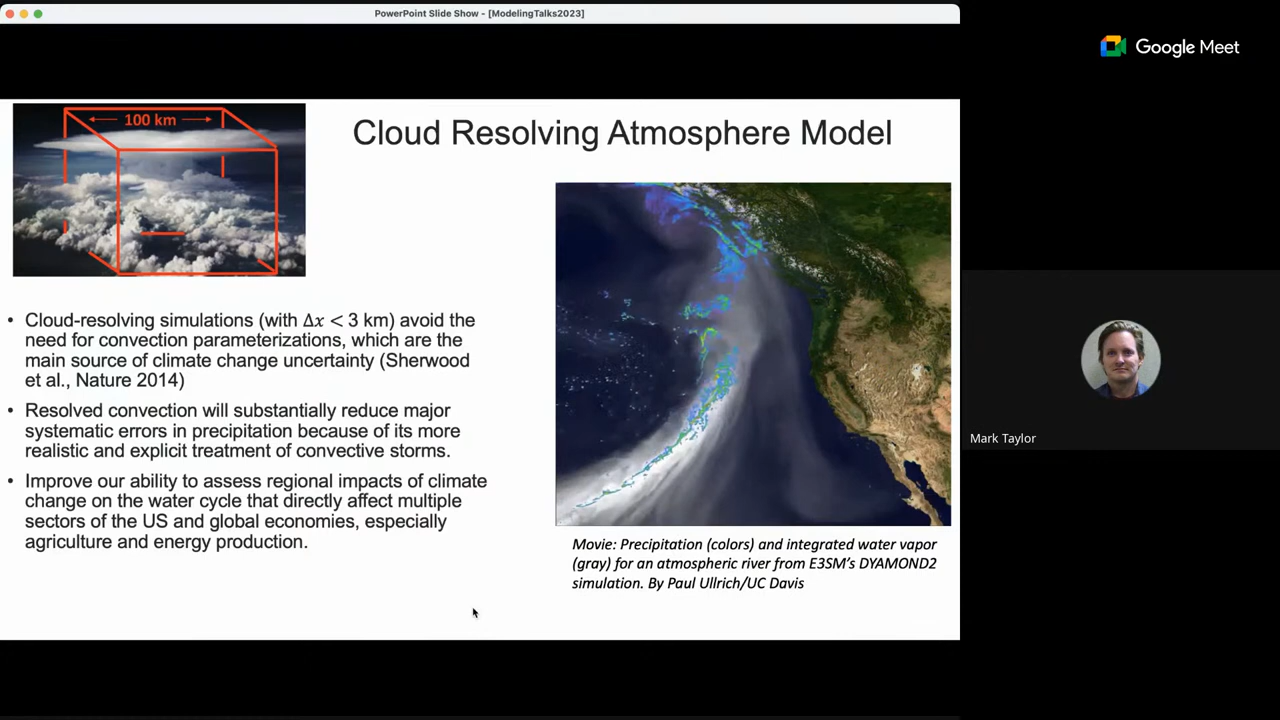 PowerPoint Slide Show - [ModelingTalks2023]
Google Meet
100 km
Cloud Resolving Atmosphere Model
• Cloud-resolving simulations (with Δx < 3 km) avoid the
need for convection parameterizations, which are the
main source of climate change uncertainty (Sherwood
et al., Nature 2014)
• Resolved convection will substantially reduce major
systematic errors in precipitation because of its more
realistic and explicit treatment of convective storms.
• Improve our ability to assess regional impacts of climate
change on the water cycle that directly affect multiple
sectors of the US and global economies, especially
agriculture and energy production.
Movie: Precipitation (colors) and integrated water vapor
(gray) for an atmospheric river from E3SM's DYAMOND2
simulation. By Paul Ullrich/UC Davis
Mark Taylor